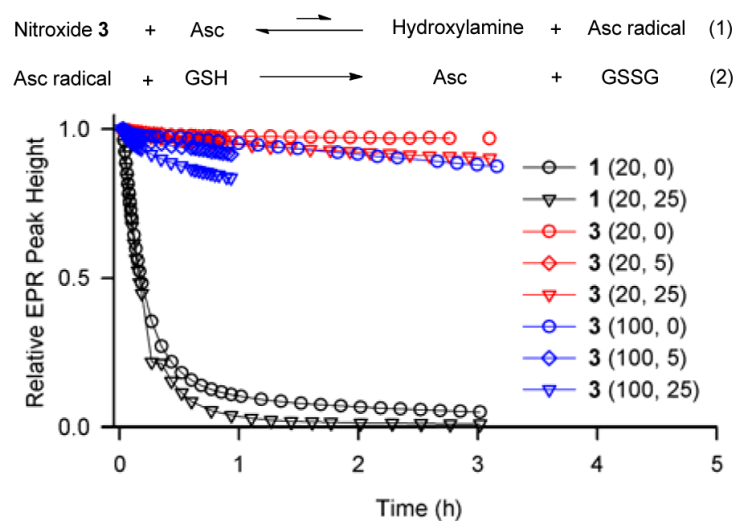 Nitroxide 3 + Asc Hydroxylamine + Asc radical (1)
Asc radical + GSH Asc + GSSG (2)
Relative EPR Peak Height
1.0
0.5
0.0
1 (20, 0)
1 (20, 25)
3 (20, 0)
3 (20, 5)
3 (20, 25)
3 (100, 0)
3 (100, 5)
3 (100, 25)
0 1 2 3 4 5
Time (h)